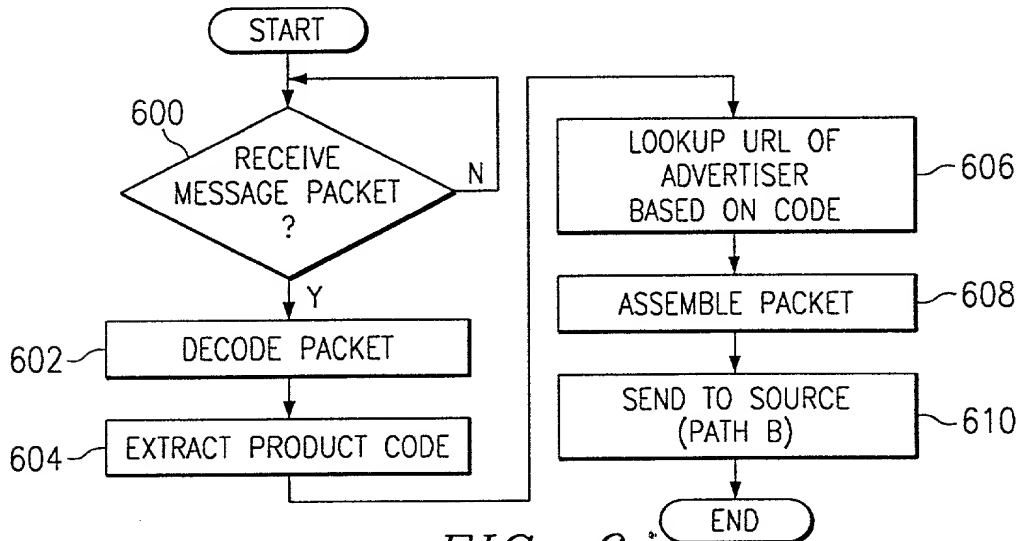 START
600
RECEIVE
MESSAGE PACKET
?
N
Y
602
DECODE PACKET
604
EXTRACT PRODUCT CODE
LOOKUP URL OF
ADVERTISER
BASED ON CODE
606
ASSEMBLE PACKET
608
SEND TO SOURCE
(PATH B)
610
END